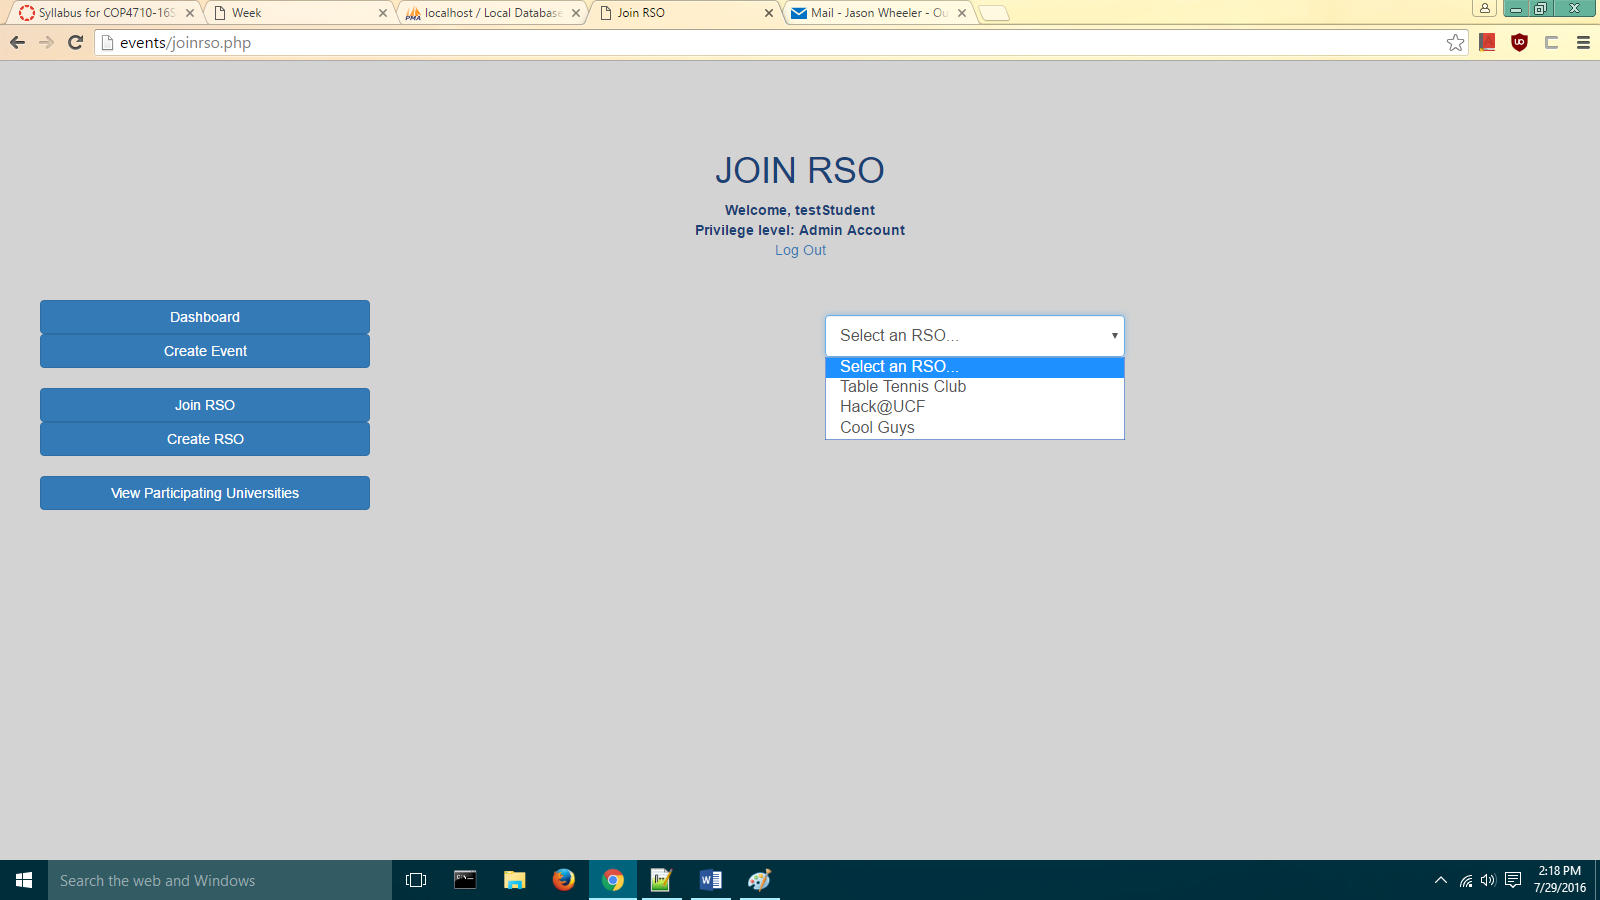 Syllabus for COP4710-16S
Week
localhost / Local Database
Join RSO
Mail - Jason Wheeler - Ou
events/joinrso.php
JOIN RSO
Welcome, testStudent
Privilege level: Admin Account
Log Out
Dashboard
Create Event
Join RSO
Create RSO
View Participating Universities
Select an RSO...
Select an RSO...
Table Tennis Club
Hack@UCF
Cool Guys
Search the web and Windows
2:18 PM
7/29/2016